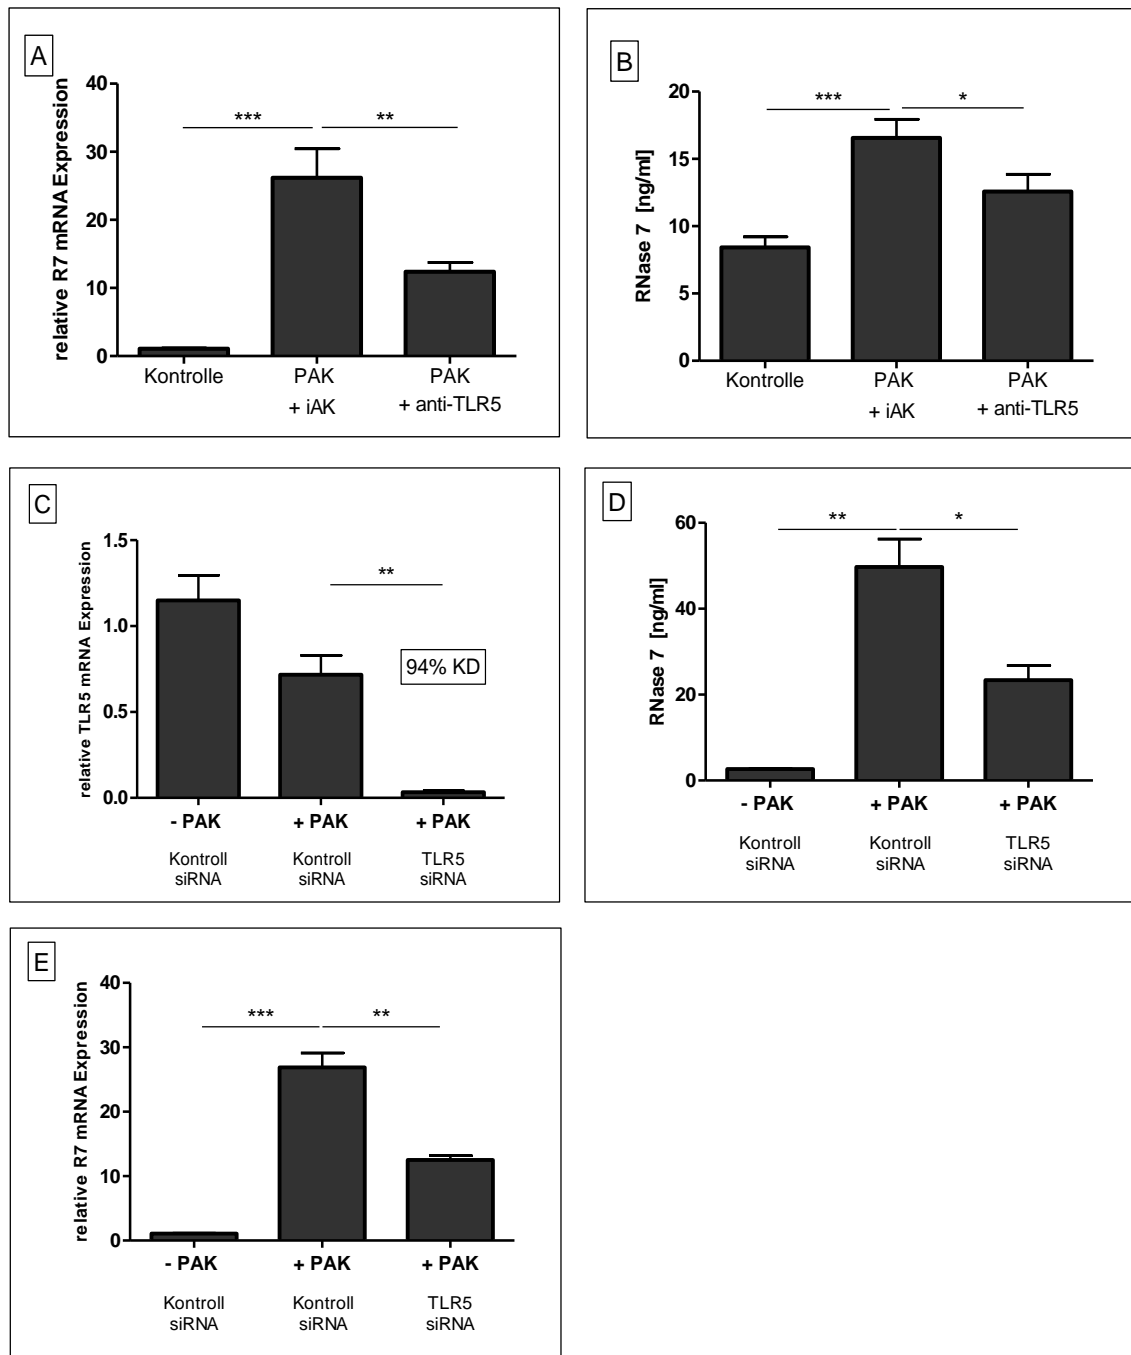 A
relative R7 mRNA Expression
40
30
20
10
0
***
**
Kontrolle
PAK
+ iAK
PAK
+ anti-TLR5
B
RNase 7 [ng/ml]
20
15
10
5
0
***
*
Kontrolle
PAK
+ iAK
PAK
+ anti-TLR5
C
relative TLR5 mRNA Expression
1.5
1.0
0.5
0.0
**
94% KD
- PAK
+ PAK
+ PAK
Kontroll
siRNA
Kontroll
siRNA
TLR5
siRNA
D
RNase 7 [ng/ml]
60
40
20
0
**
*
- PAK
+ PAK
+ PAK
Kontroll
siRNA
Kontroll
siRNA
TLR5
siRNA
E
relative R7 mRNA Expression
40
30
20
10
0
***
**
- PAK
+ PAK
+ PAK
Kontroll
siRNA
Kontroll
siRNA
TLR5
siRNA